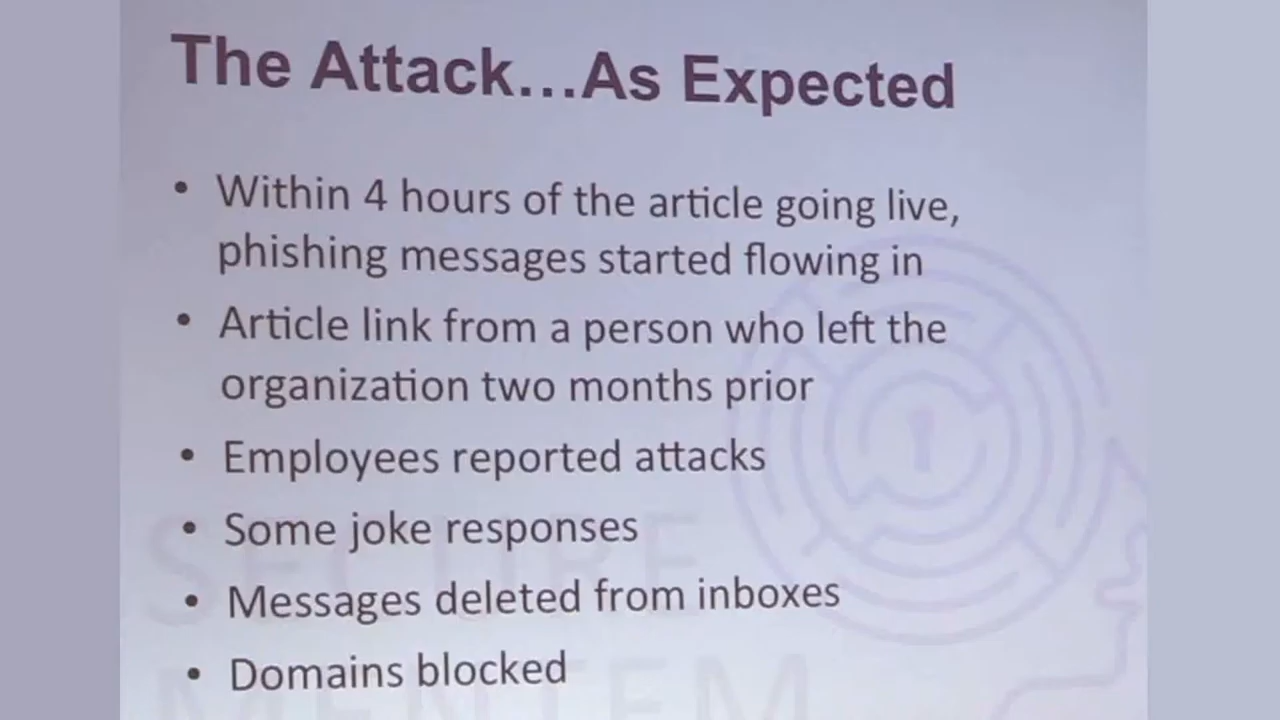 The Attack...As Expected
• Within 4 hours of the article going live,
phishing messages started flowing in
• Article link from a person who left the
organization two months prior
• Employees reported attacks
• Some joke responses
• Messages deleted from inboxes
• Domains blocked
SECURE
MENTEM